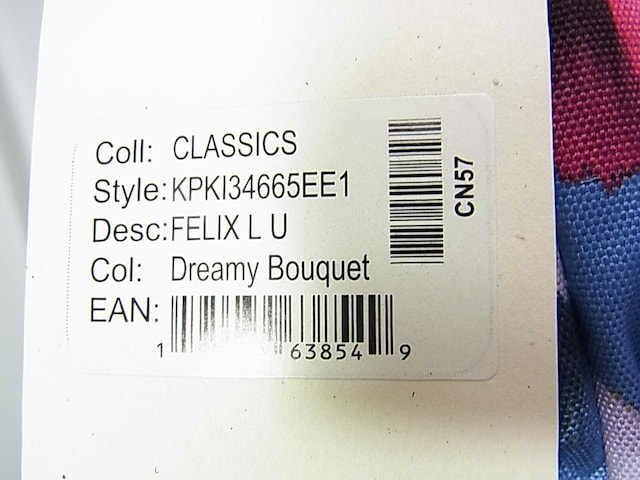 Coll: CLASSICS
Style:KPKI34665EE1
Desc:FELIX L U
Col: Dreamy Bouquet
EAN:
1 63854 9
CN57